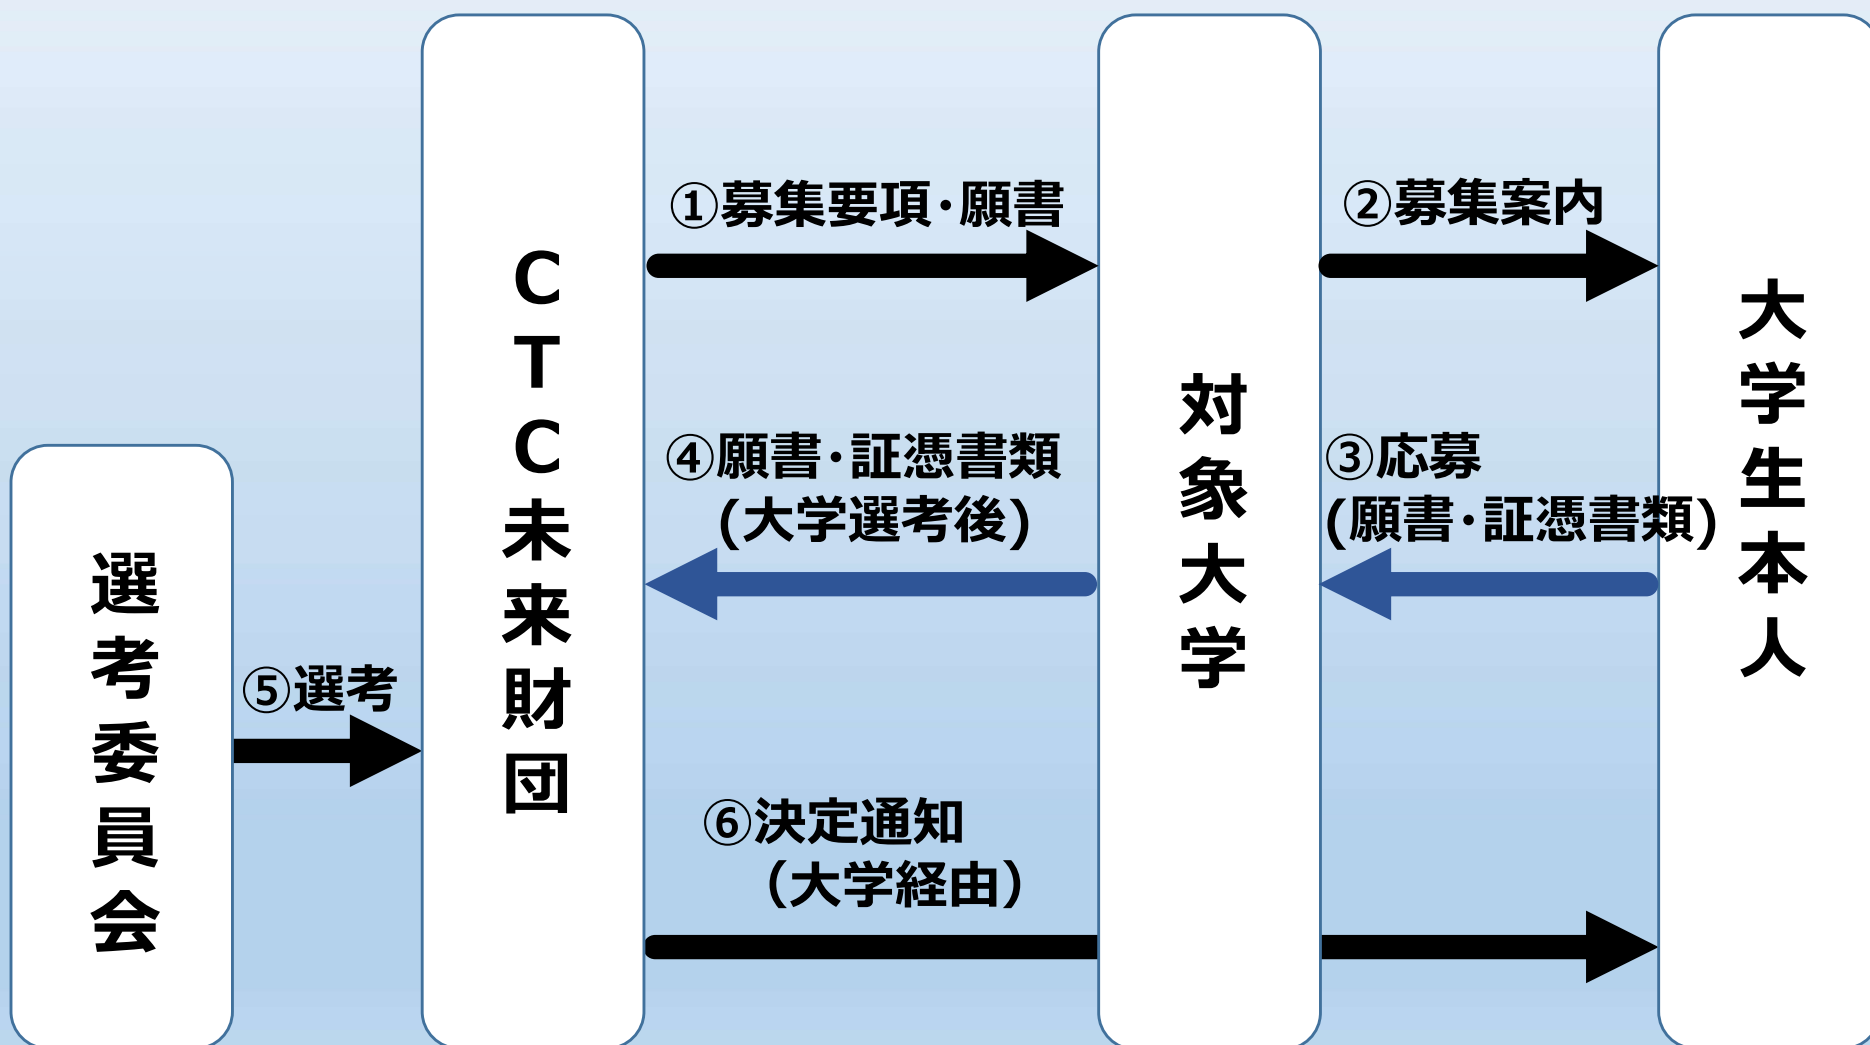 選考委員会
CTC未来財団
対象大学
大学生本人
①募集要項・願書
②募集案内
③応募
(願書・証憑書類)
④願書・証憑書類
(大学選考後)
⑤選考
⑥決定通知
(大学経由)